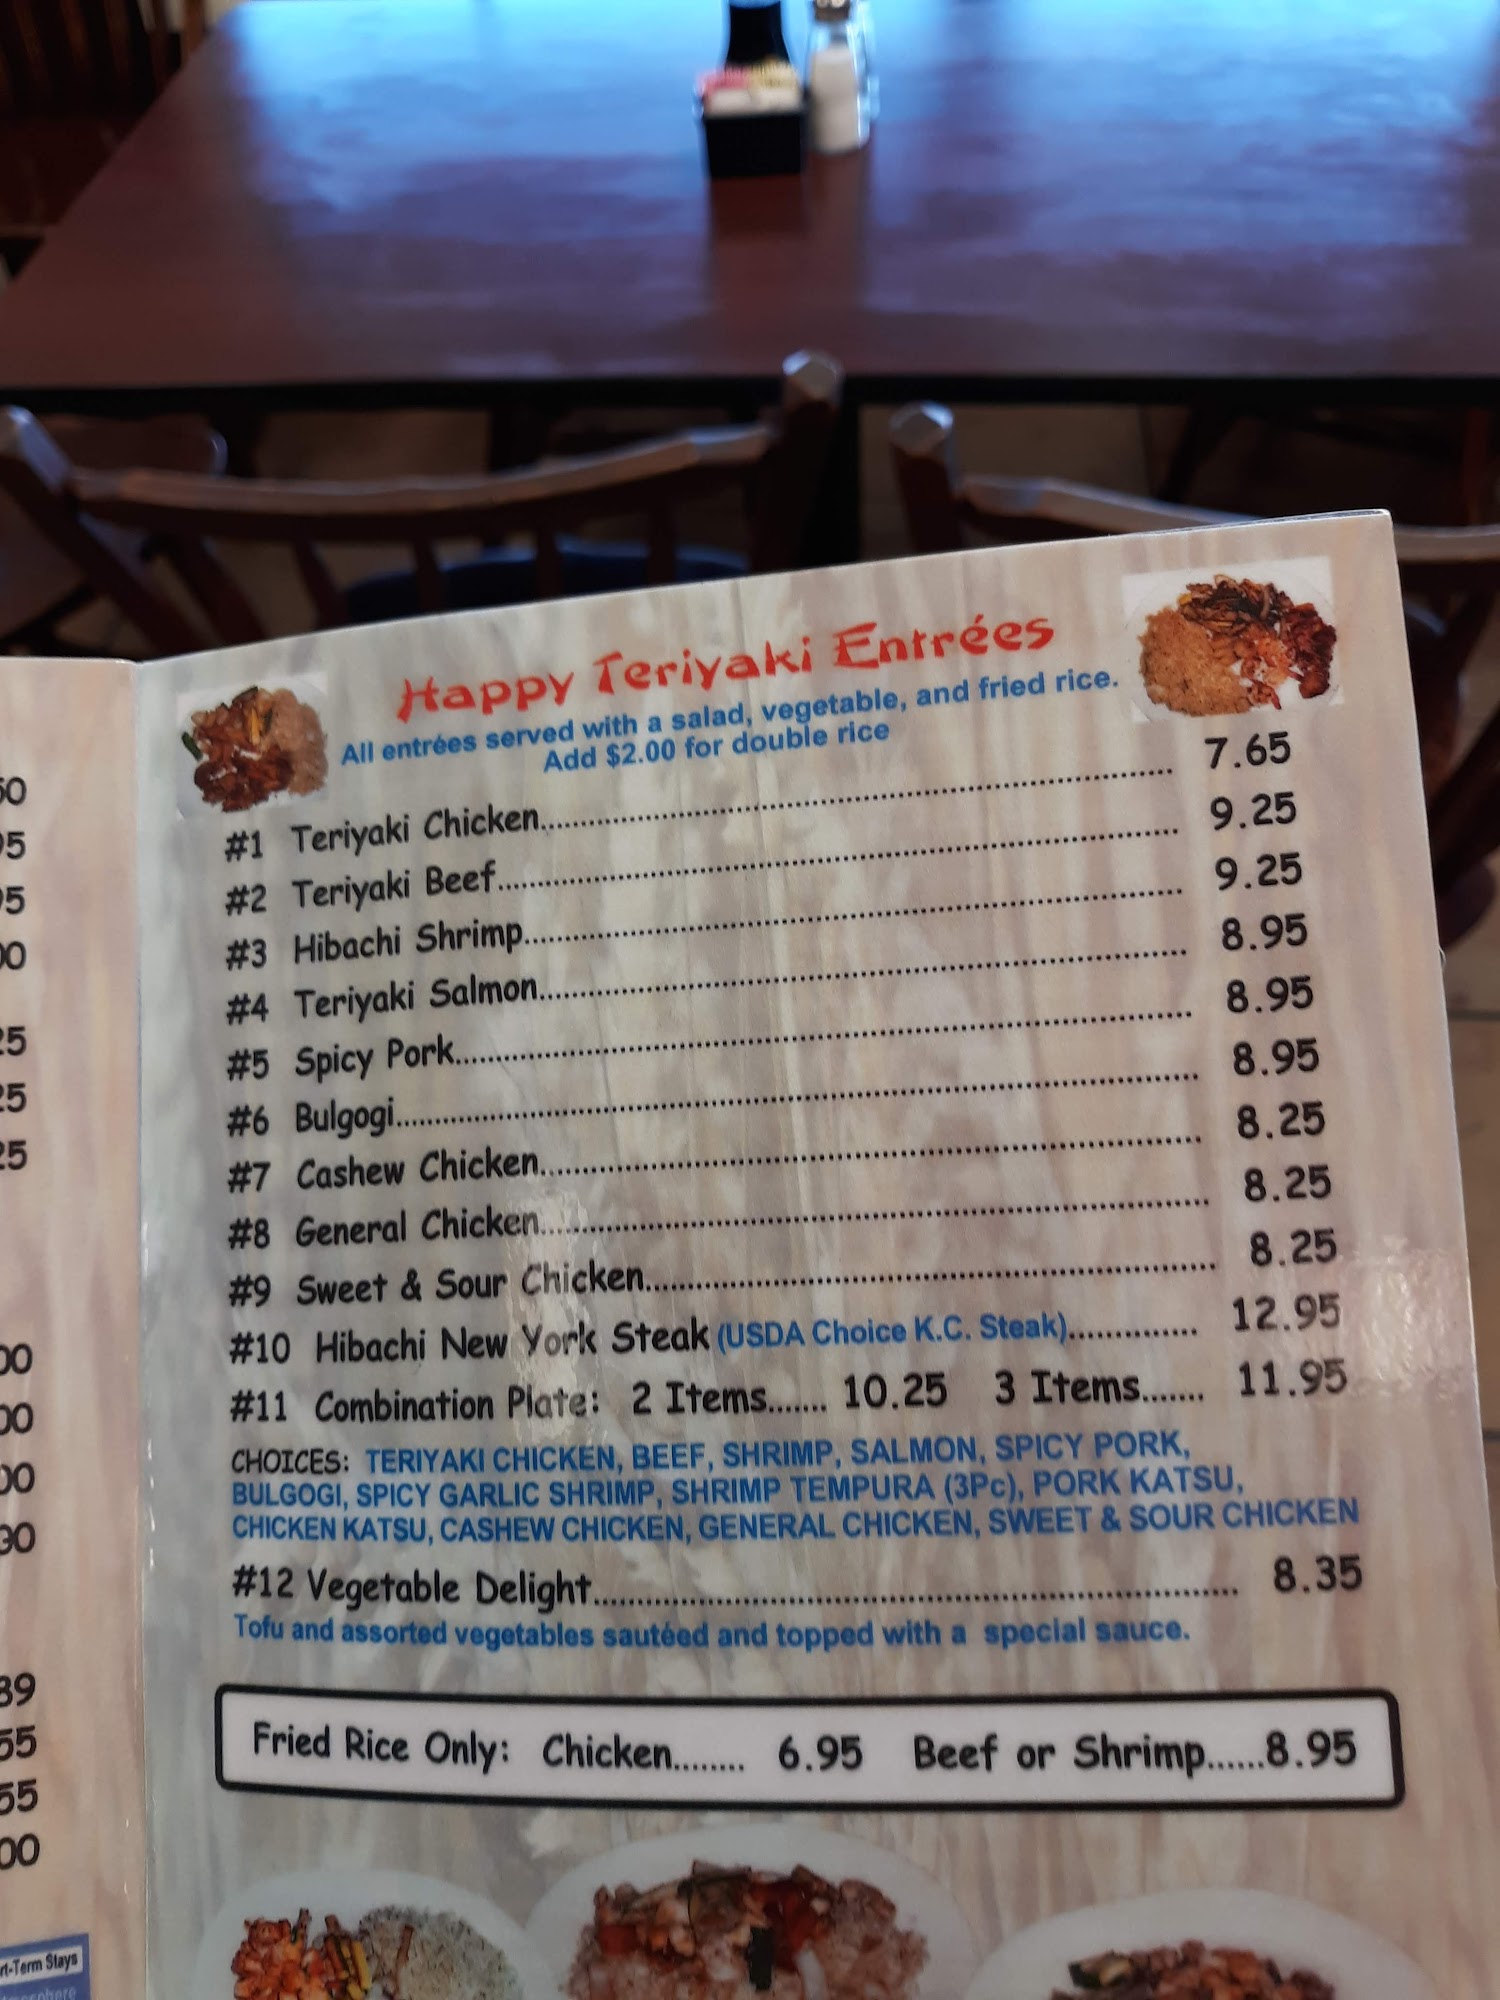 Happy Teriyaki Entrées
All entrées served with a salad, vegetable, and fried rice.
Add $2.00 for double rice
#1 Teriyaki Chicken 7.65
#2 Teriyaki Beef 9.25
#3 Hibachi Shrimp 9.25
#4 Teriyaki Salmon 8.95
#5 Spicy Pork 8.95
#6 Bulgogi 8.95
#7 Cashew Chicken 8.25
#8 General Chicken 8.25
#9 Sweet & Sour Chicken 8.25
#10 Hibachi New York Steak (USDA Choice K.C. Steak) 12.95
#11 Combination Plate: 2 Items....... 10.25 3 Items....... 11.95
CHOICES: TERIYAKI CHICKEN, BEEF, SHRIMP, SALMON, SPICY PORK,
BULGOGI, SPICY GARLIC SHRIMP, SHRIMP TEMPURA (3Pc), PORK KATSU,
CHICKEN KATSU, CASHEW CHICKEN, GENERAL CHICKEN, SWEET & SOUR CHICKEN
#12 Vegetable Delight 8.35
Tofu and assorted vegetables sautéed and topped with a special sauce.
Fried Rice Only: Chicken........ 6.95 Beef or Shrimp......8.95
Stays